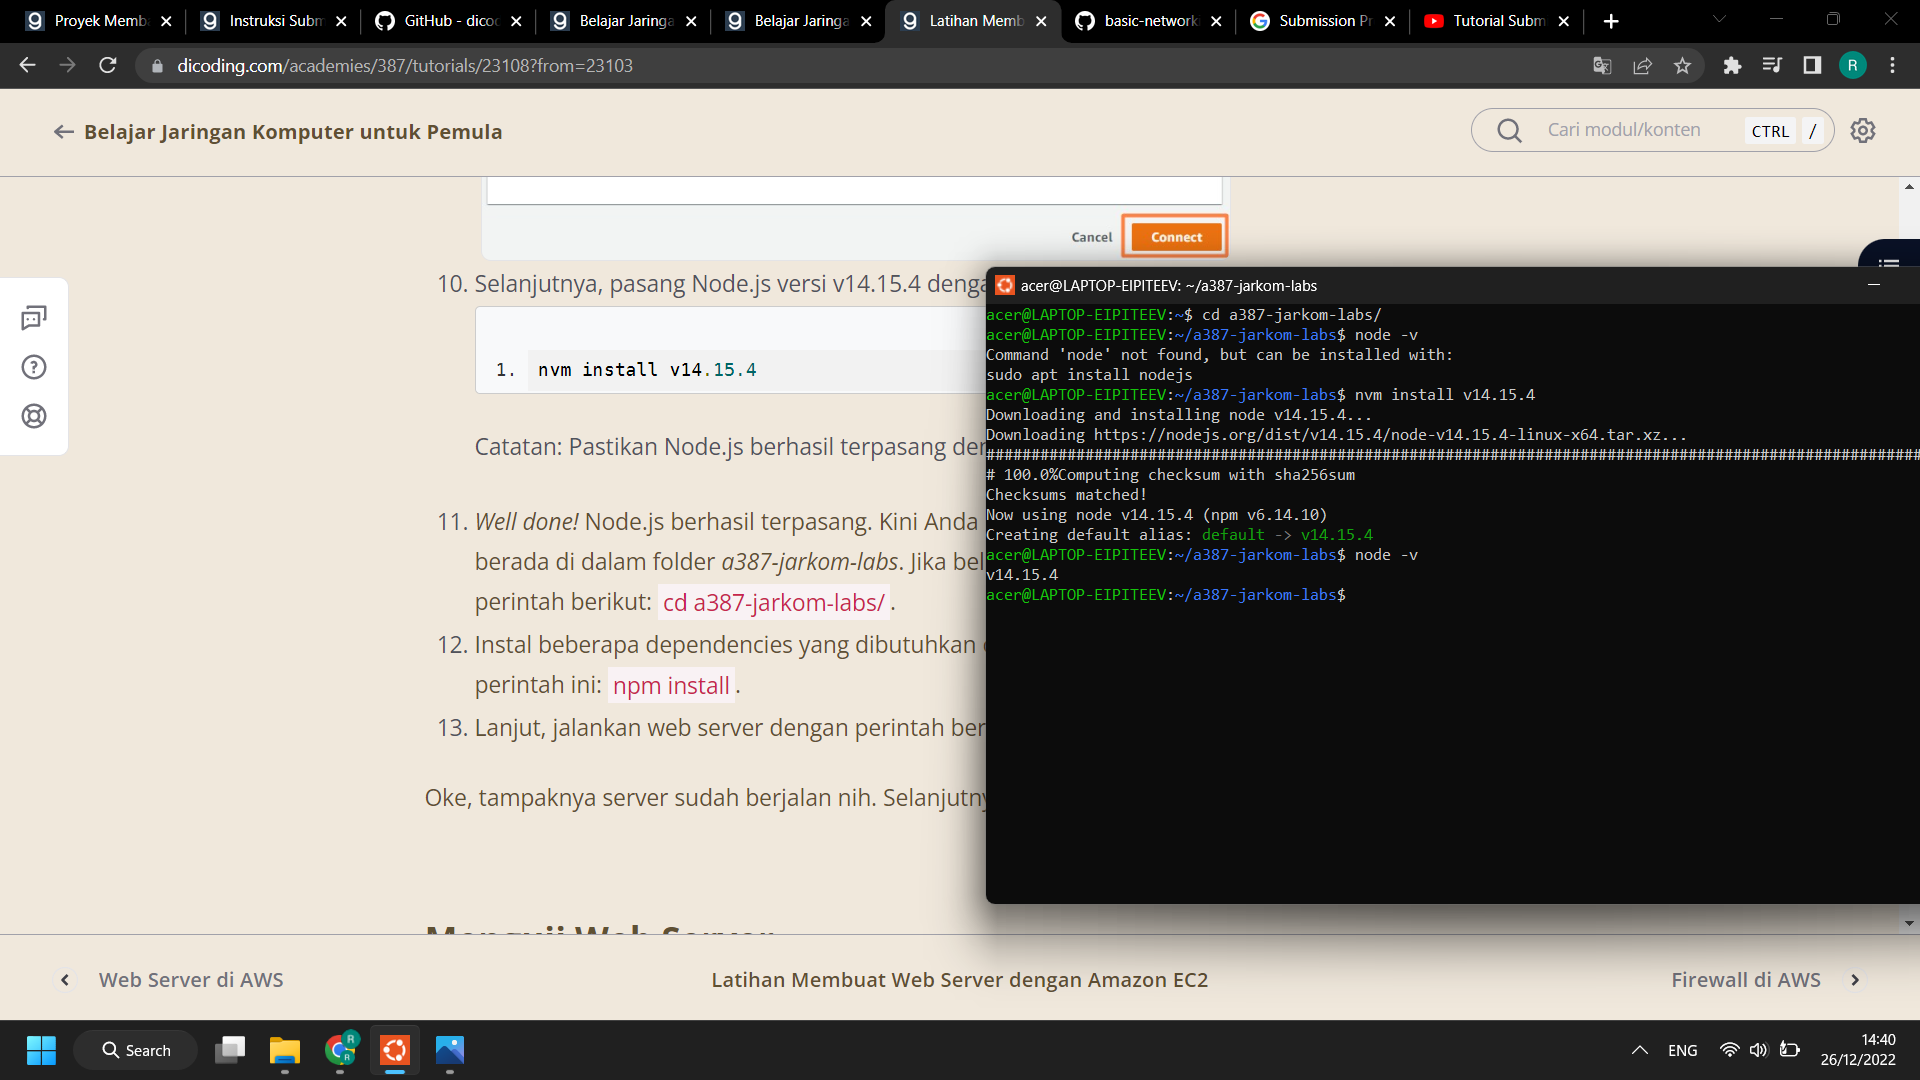 Proyek Memba
Instruksi Subm
GitHub - dicod
Belajar Jaringa
Belajar Jaringa
Latihan Memb
basic-network
Submission Pr
Tutorial Subm
dicoding.com/academies/387/tutorials/23108?from=23103
R
Belajar Jaringan Komputer untuk Pemula
Cari modul/konten
CTRL /
Cancel
Connect
10. Selanjutnya, pasang Node.js versi v14.15.4 denga
1. nvm install v14.15.4
Catatan: Pastikan Node.js berhasil terpasang den
11. Well done! Node.js berhasil terpasang. Kini Anda
berada di dalam folder a387-jarkom-labs. Jika bel
perintah berikut: cd a387-jarkom-labs/.
12. Instal beberapa dependencies yang dibutuhkan
perintah ini: npm install.
13. Lanjut, jalankan web server dengan perintah ber
Oke, tampaknya server sudah berjalan nih. Selanjutny
Menguji Web Server
acer@LAPTOP-EIPITEEV: ~/a387-jarkom-labs
acer@LAPTOP-EIPITEEV:~$ cd a387-jarkom-labs/
acer@LAPTOP-EIPITEEV:~/a387-jarkom-labs$ node -v
Command 'node' not found, but can be installed with:
sudo apt install nodejs
acer@LAPTOP-EIPITEEV:~/a387-jarkom-labs$ nvm install v14.15.4
Downloading and installing node v14.15.4...
Downloading https://nodejs.org/dist/v14.15.4/node-v14.15.4-linux-x64.tar.xz...
########################################################################################################
# 100.0%Computing checksum with sha256sum
Checksums matched!
Now using node v14.15.4 (npm v6.14.10)
Creating default alias: default -> v14.15.4
acer@LAPTOP-EIPITEEV:~/a387-jarkom-labs$ node -v
v14.15.4
acer@LAPTOP-EIPITEEV:~/a387-jarkom-labs$
Web Server di AWS
Latihan Membuat Web Server dengan Amazon EC2
Firewall di AWS
Search
R
R
ENG
14:40
26/12/2022